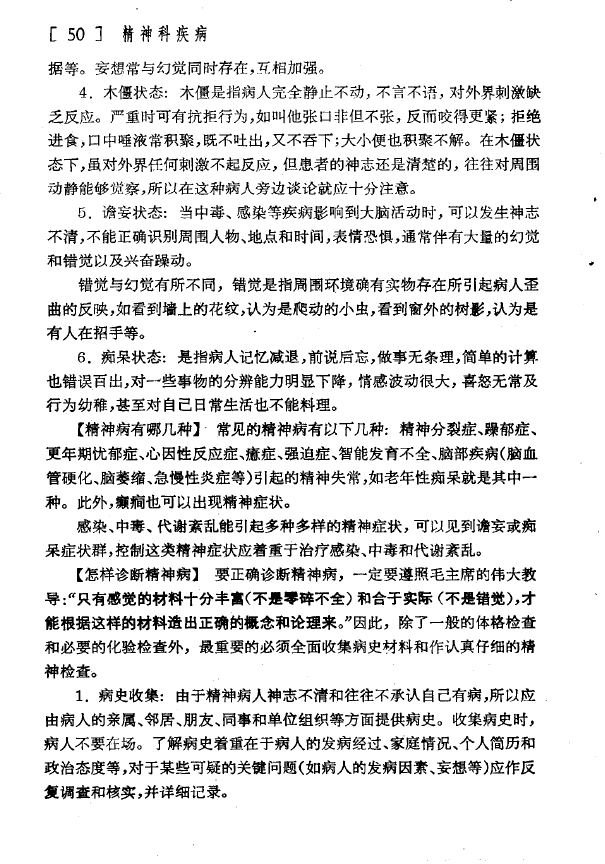 ［ 50 ］ 精神科疾病
据等。妄想常与幻觉同时存在，互相加强。
4．木僵状态：木僵是指病人完全静止不动，不言不语，对外界刺激缺
乏反应。严重时可有抗拒行为，如叫他张口非但不张，反而咬得更紧；拒绝
进食，口中唾液常积聚，既不吐出，又不吞下；大小便也积聚不解。在木僵状
态下，虽对外界任何刺激不起反应，但患者的神志还是清楚的，往往对周围
动静能够觉察，所以在这种病人旁边谈论就应十分注意。
5．谵妄状态：当中毒、感染等疾病影响到大脑活动时，可以发生神志
不清，不能正确识别周围人物、地点和时间，表情恐惧，通常伴有大量的幻觉
和错觉以及兴奋躁动。
错觉与幻觉有所不同，错觉是指周围环境确有实物存在所引起病人歪
曲的反映，如看到墙上的花纹，认为是爬动的小虫，看到窗外的树影，认为是
有人在招手等。
6．痴呆状态：是指病人记忆减退，前说后忘，做事无条理，简单的计算
也错误百出，对一些事物的分辨能力明显下降，情感波动很大，喜怒无常及
行为幼稚，甚至对自己日常生活也不能料理。
【精神病有哪几种】 常见的精神病有以下几种：精神分裂症、躁郁症、
更年期忧郁症、心因性反应症、癔症、强迫症、智能发育不全、脑部疾病（脑血
管硬化、脑萎缩、急慢性炎症等）引起的精神失常，如老年性痴呆就是其中一
种。此外，癫痫也可以出现精神症状。
感染、中毒、代谢紊乱能引起多种多样的精神症状，可以见到谵妄或痴
呆症状群，控制这类精神症状应着重于治疗感染、中毒和代谢紊乱。
【怎样诊断精神病】 要正确诊断精神病，一定要遵照毛主席的伟大教
导：“只有感觉的材料十分丰富（不是零碎不全）和合于实际（不是错觉），才
能根据这样的材料造出正确的概念和论理来。”因此，除了一般的体格检查
和必要的化验检查外，最重要的必须全面收集病史材料和作认真仔细的精
神检查。
1．病史收集：由于精神病人神志不清和往往不承认自己有病，所以应
由病人的亲属、邻居、朋友、同事和单位组织等方面提供病史。收集病史时，
病人不要在场。了解病史着重在于病人的发病经过、家庭情况、个人简历和
政治态度等，对于某些可疑的关键问题（如病人的发病因素、妄想等）应作反
复调查和核实，并详细记录。